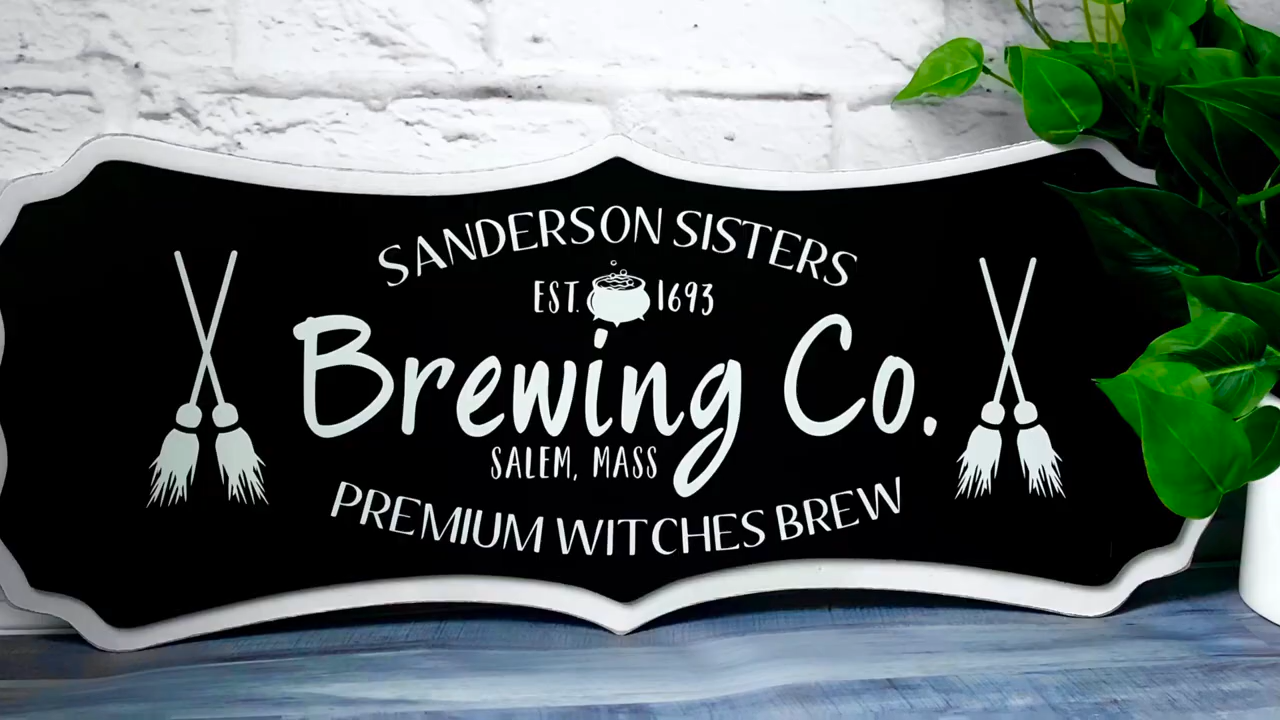 SANDERSON SISTERS
EST. 1693
Brewing Co.
SALEM, MASS
PREMIUM WITCHES BREW